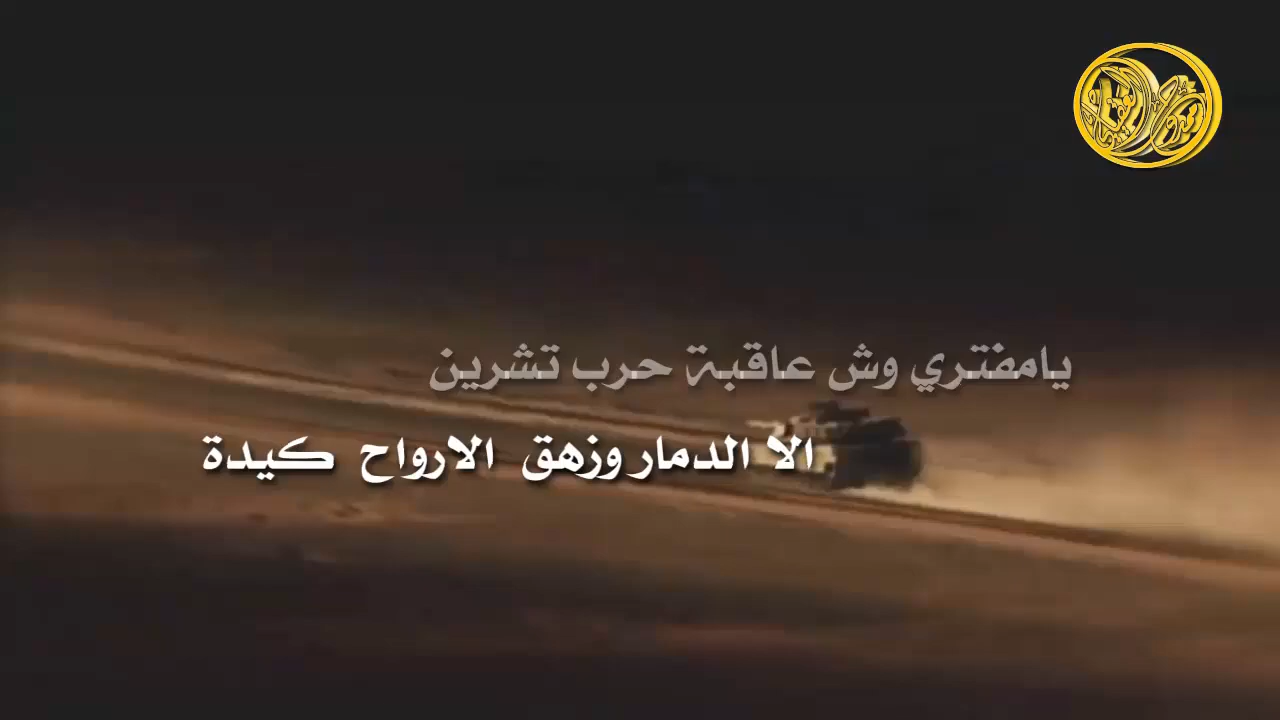 يامفتري وش عاقبة حرب تشرين
الا الدمار وزهق الارواح كيدة